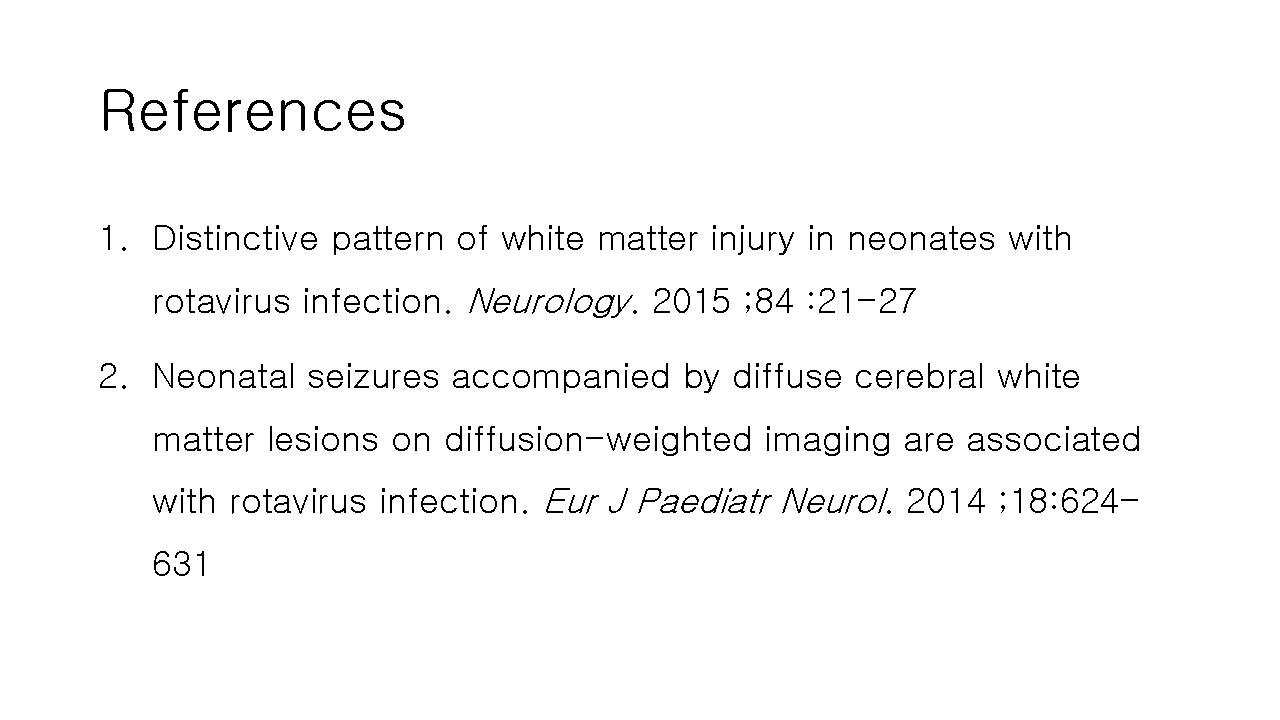 References
1. Distinctive pattern of white matter injury in neonates with
rotavirus infection. Neurology. 2015 ;84 :21-27
2. Neonatal seizures accompanied by diffuse cerebral white
matter lesions on diffusion-weighted imaging are associated
with rotavirus infection. Eur J Paediatr Neurol. 2014 ;18:624-
631